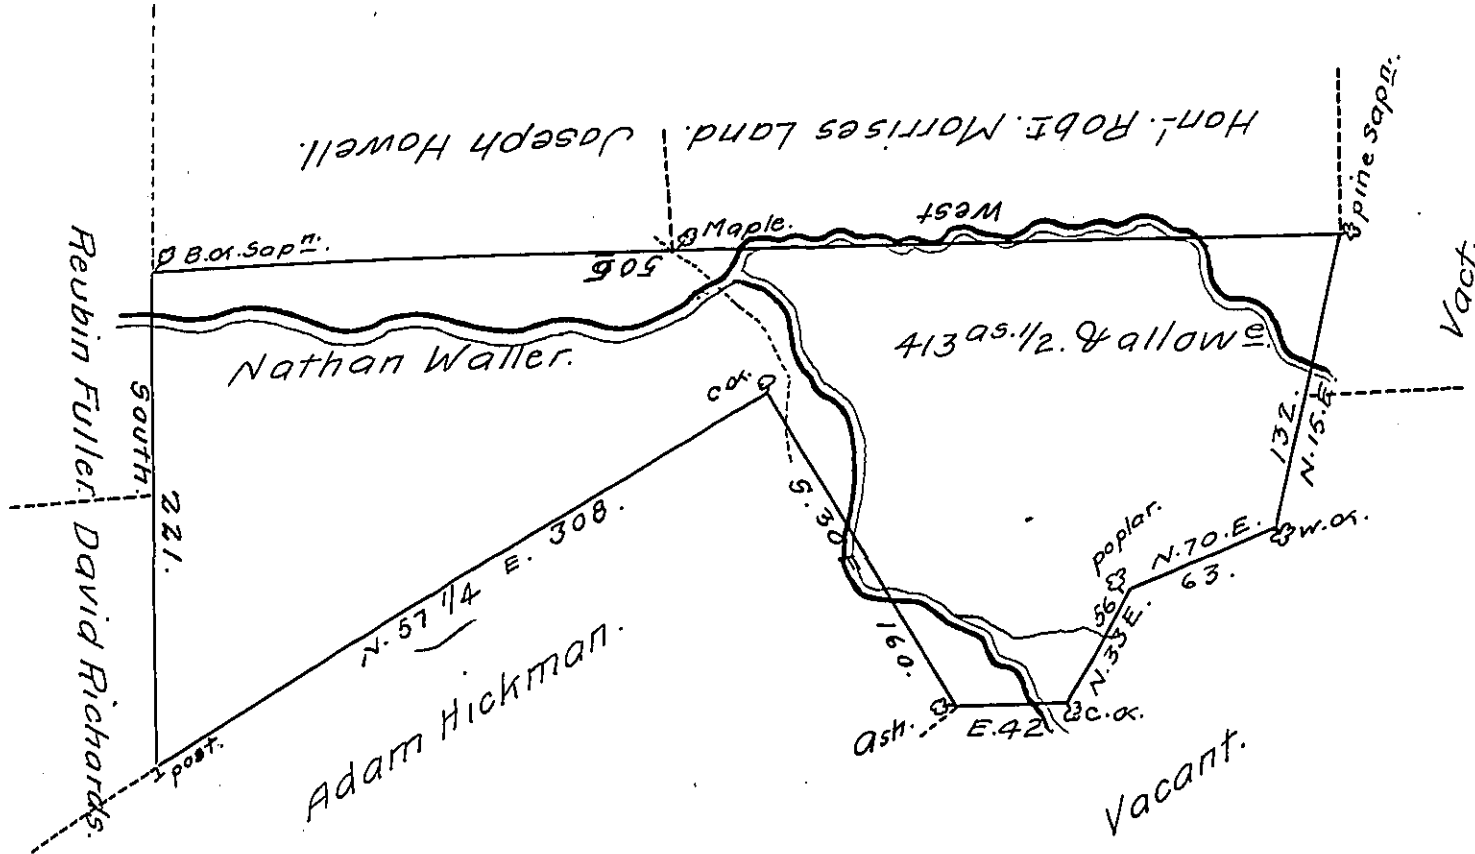 Hon.ˡ Robt. Morrises Land.
Joseph Howell.
pine Sapn.
B.o. Sapn.
Maple.
West
506
Reubin Fuller.
David Richards.
Vact.
Nathan Waller.
413 as. 1/2. & allowe.
South.
221.
c.o.
132.
N.15.E
S. 30
160.
N. 57 1/4 E. 308.
poplar.
N.70.E.
63.
w.o.
56
N.33 E.
Adam Hickman.
post.
ash.
E.42
c.o.
Vacant.